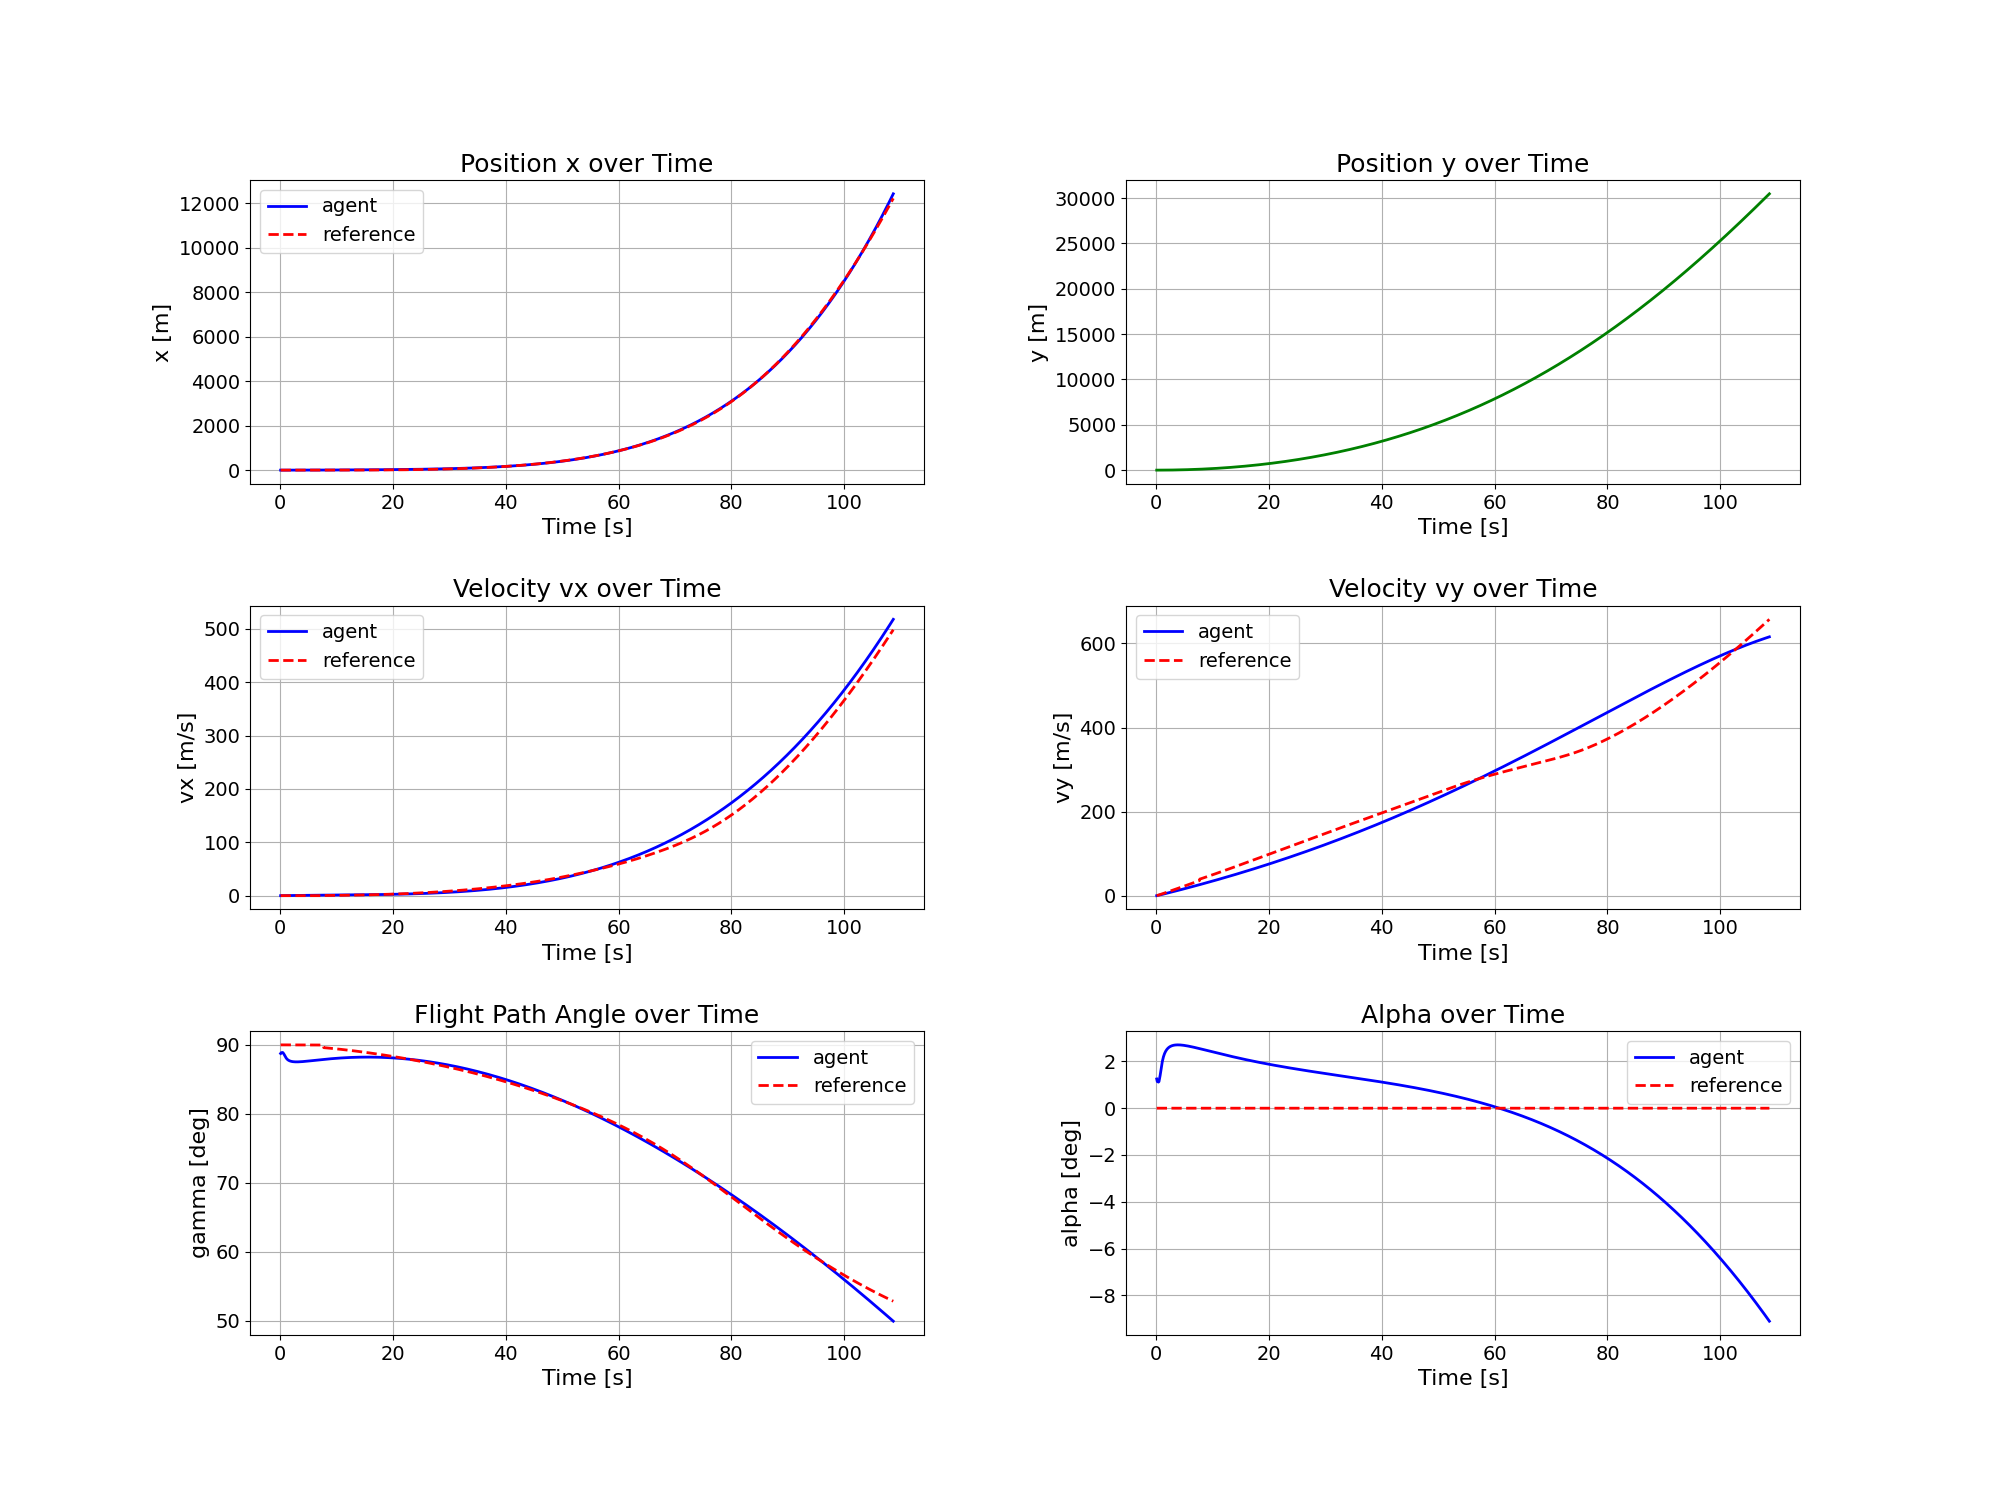 Position x over Time
12000
10000
8000
6000
4000
2000
0
x [m]
agent
reference
0 20 40 60 80 100
Time [s]
Position y over Time
30000
25000
20000
15000
10000
5000
0
y [m]
0 20 40 60 80 100
Time [s]
Velocity vx over Time
500
400
300
200
100
0
vx [m/s]
agent
reference
0 20 40 60 80 100
Time [s]
Velocity vy over Time
600
400
200
0
vy [m/s]
agent
reference
0 20 40 60 80 100
Time [s]
Flight Path Angle over Time
90
80
70
60
50
gamma [deg]
agent
reference
0 20 40 60 80 100
Time [s]
Alpha over Time
2
0
−2
−4
−6
−8
alpha [deg]
agent
reference
0 20 40 60 80 100
Time [s]